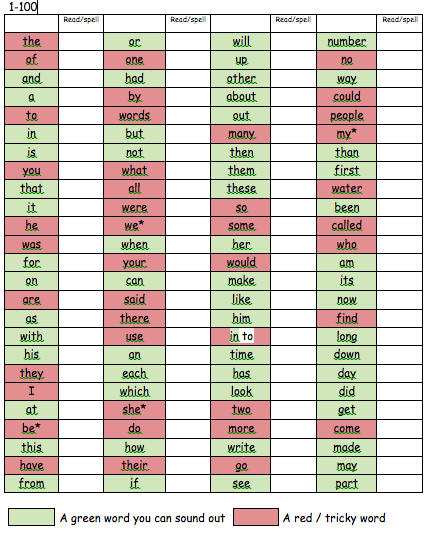 1-100
Read/spell Read/spell Read/spell Read/spell
the or will number
of one up no
and had other way
a by about could
to words out people
in but many my*
is not then than
you what them first
that all these water
it were so been
he we* some called
was when her who
for your would am
on can make its
are said like now
as there him find
with use in to long
his an time down
they each has day
I which look did
at she* two get
be* do more come
this how write made
have their go may
from if see part
A green word you can sound out A red / tricky word